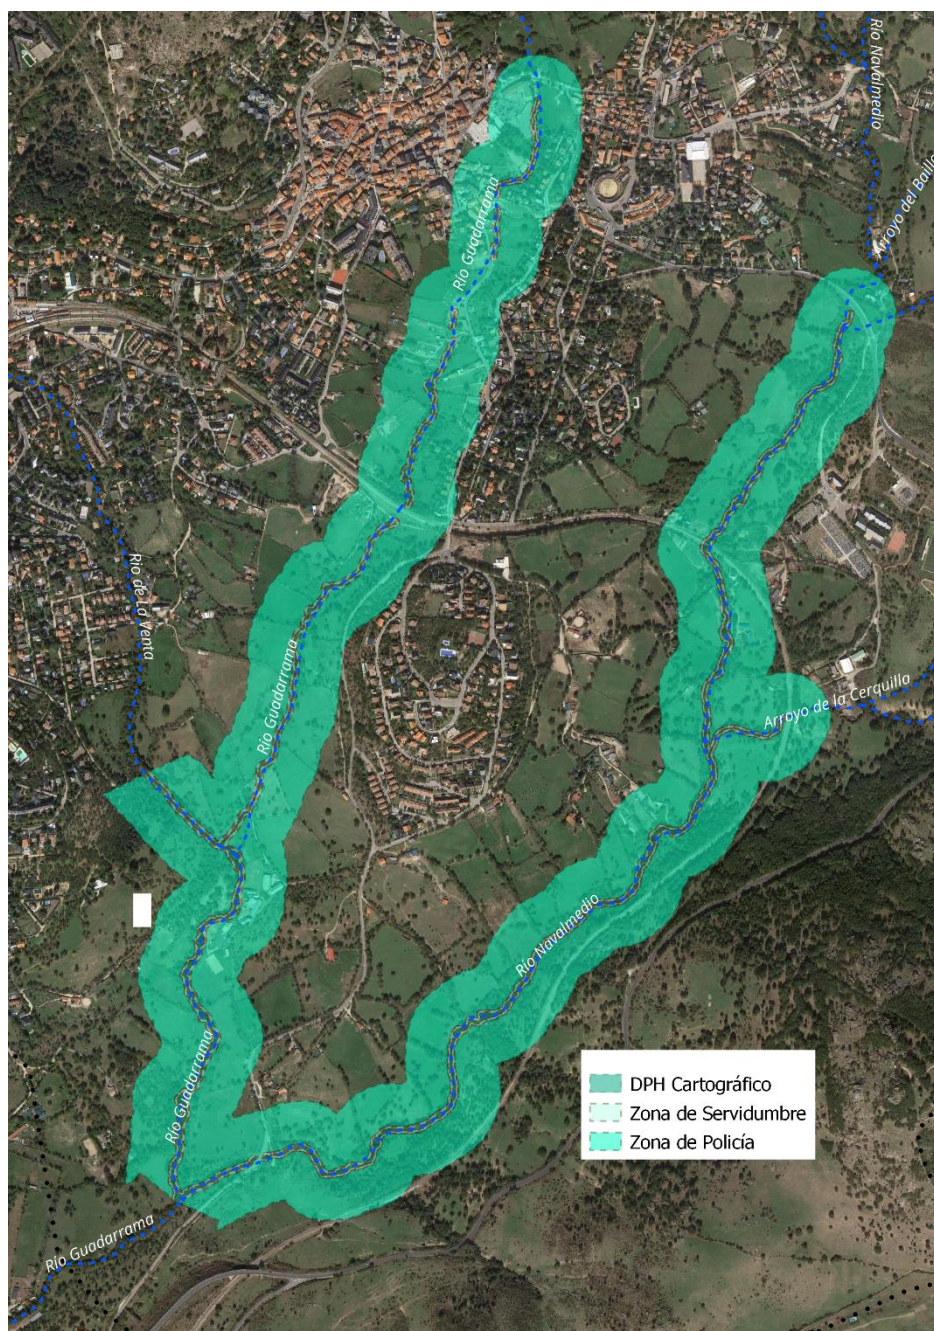 Río Navalmedio
Arroyo del Baillo
Río Guadarrama
Río de La Venta
Río Guadarrama
Arroyo de la Cerquilla
Río Navalmedio
Río Guadarrama
Río Guadarrama
DPH Cartográfico
Zona de Servidumbre
Zona de Policía